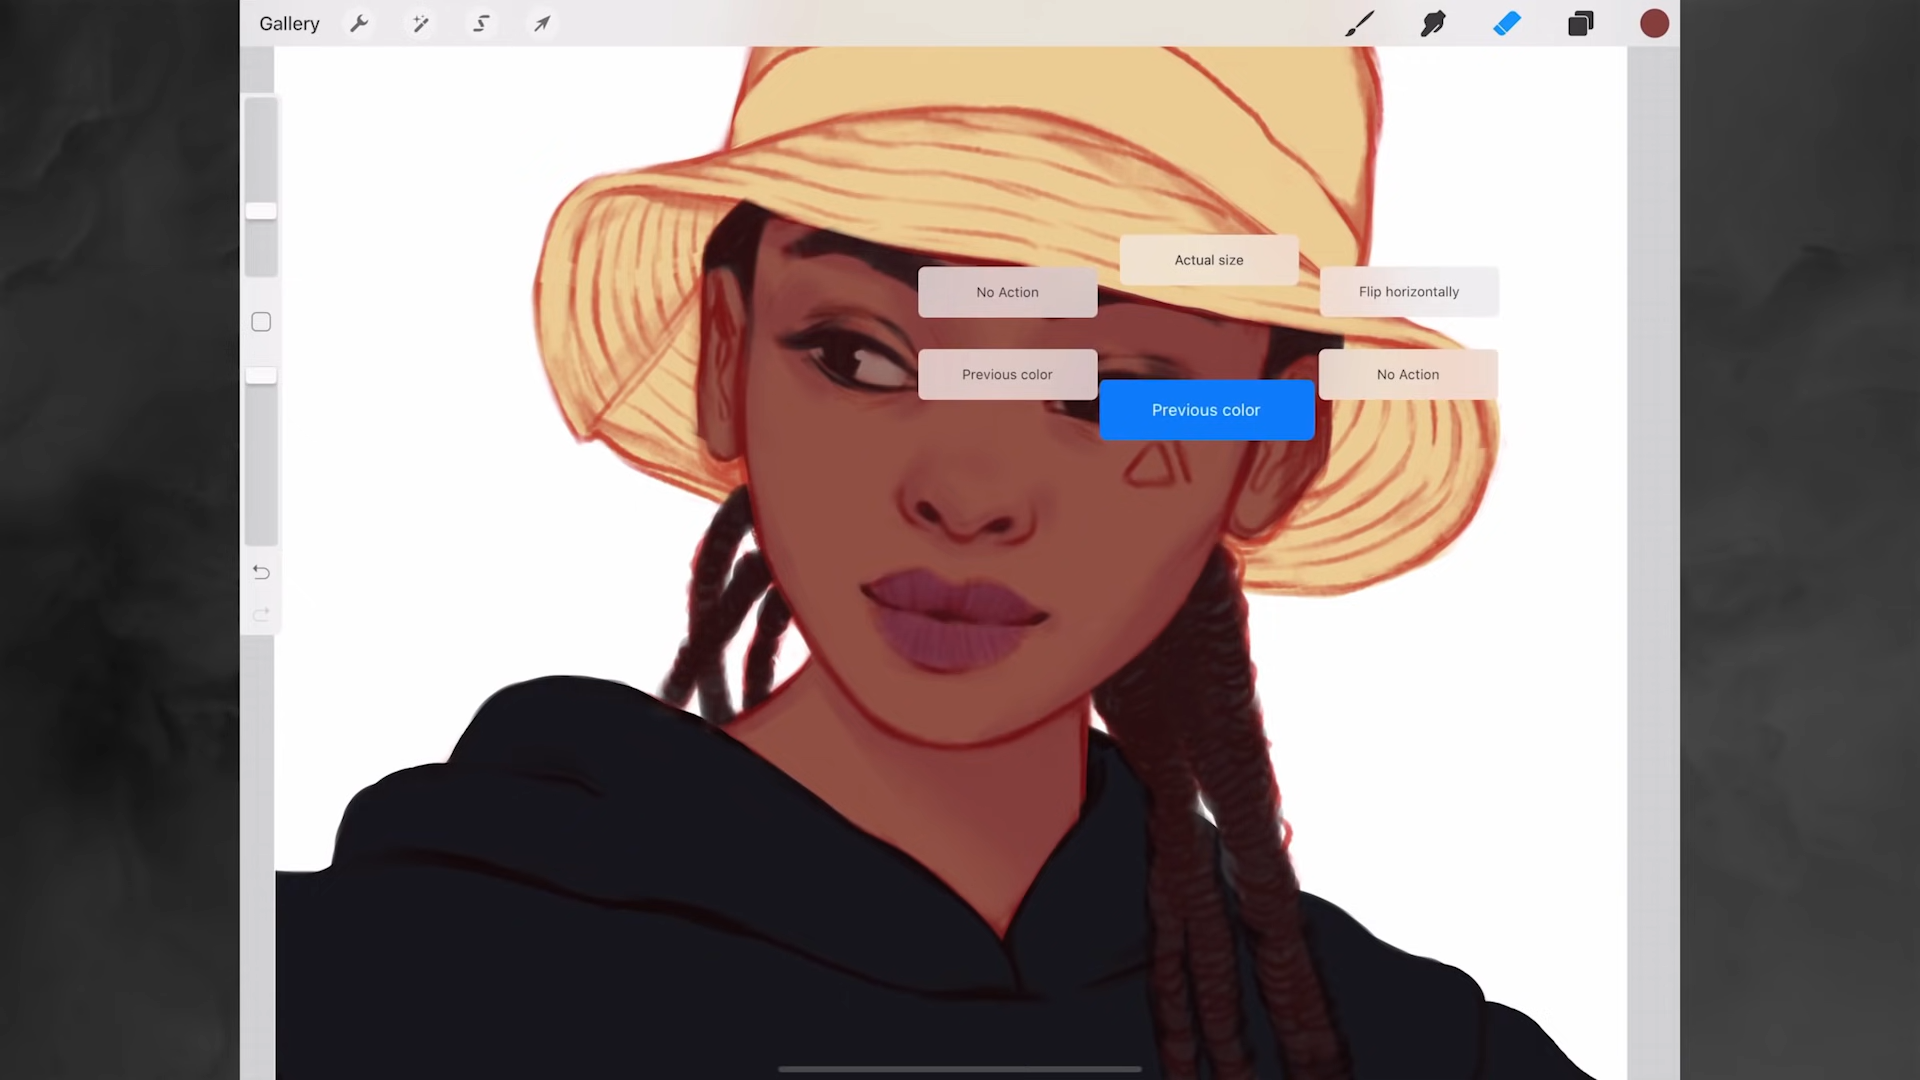 Gallery
Actual size
No Action
Flip horizontally
Previous color
No Action
Previous color